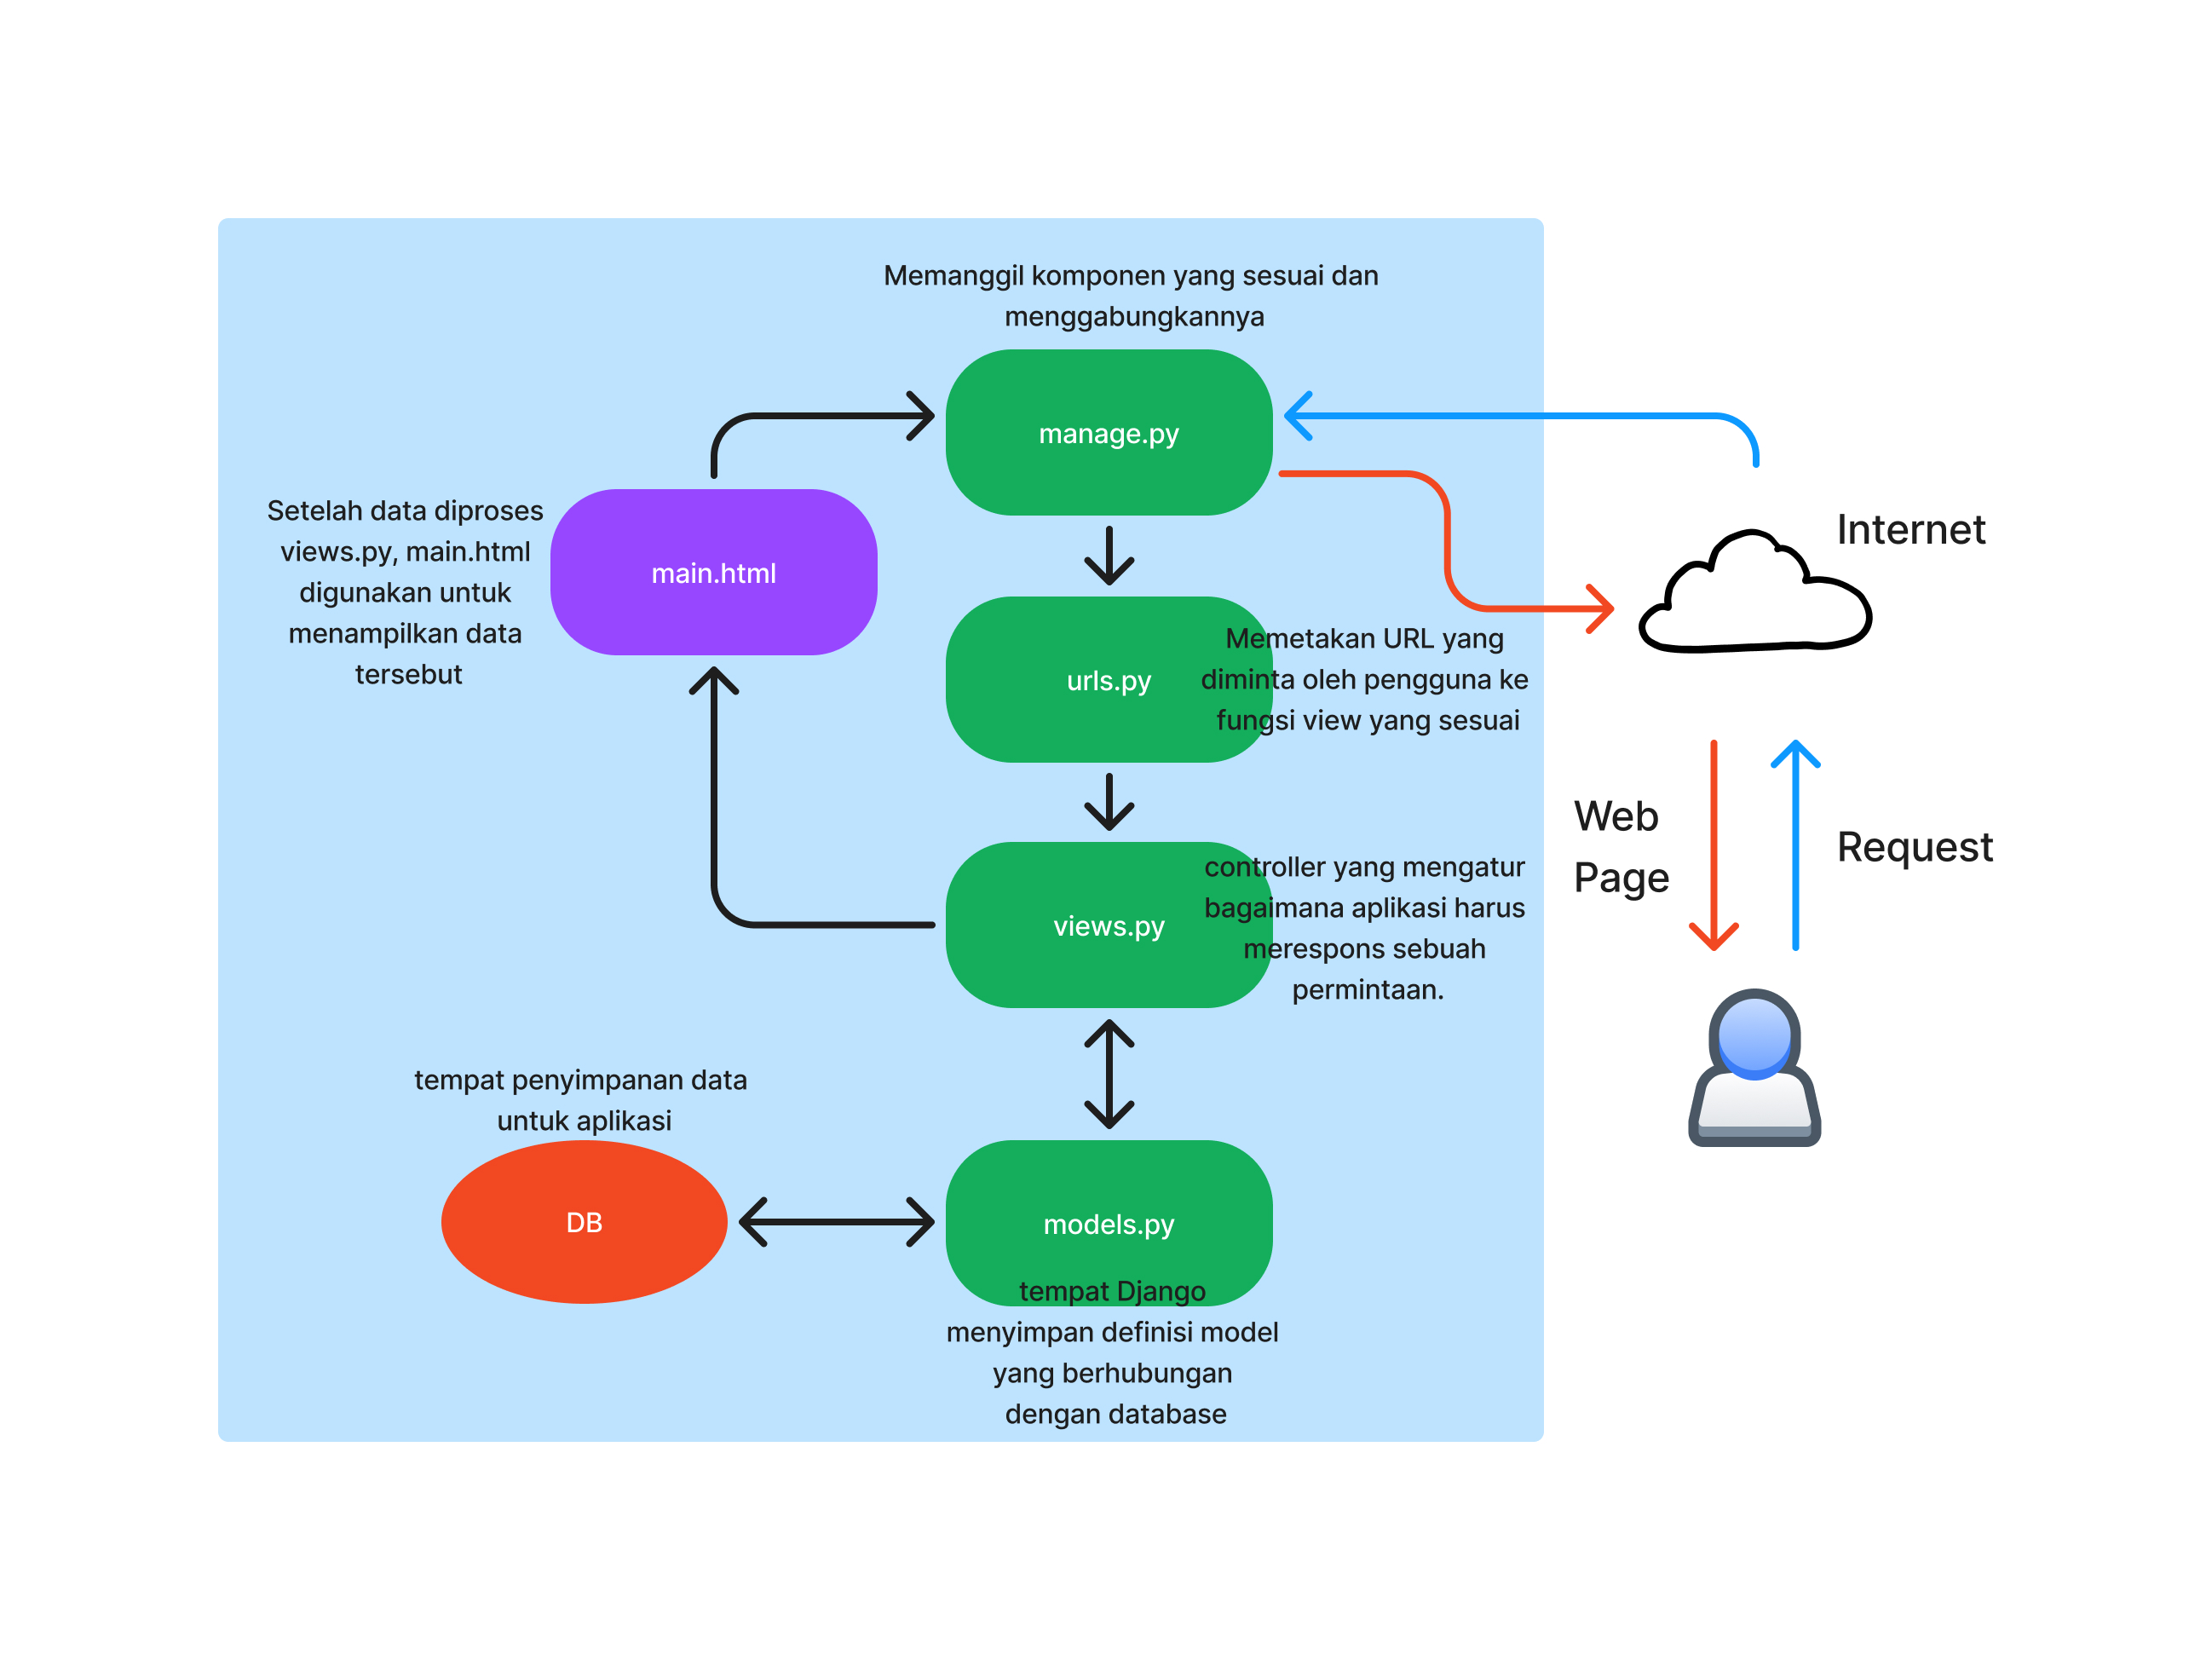 Memanggil komponen yang sesuai dan
menggabungkannya
manage.py
Setelah data diproses
views.py, main.html
digunakan untuk
menampilkan data
tersebut
main.html
Internet
urls.py
Memetakan URL yang
diminta oleh pengguna ke
fungsi view yang sesuai
Web
Page
Request
views.py
controller yang mengatur
bagaimana aplikasi harus
merespons sebuah
permintaan.
tempat penyimpanan data
untuk aplikasi
DB
models.py
tempat Django
menyimpan definisi model
yang berhubungan
dengan database